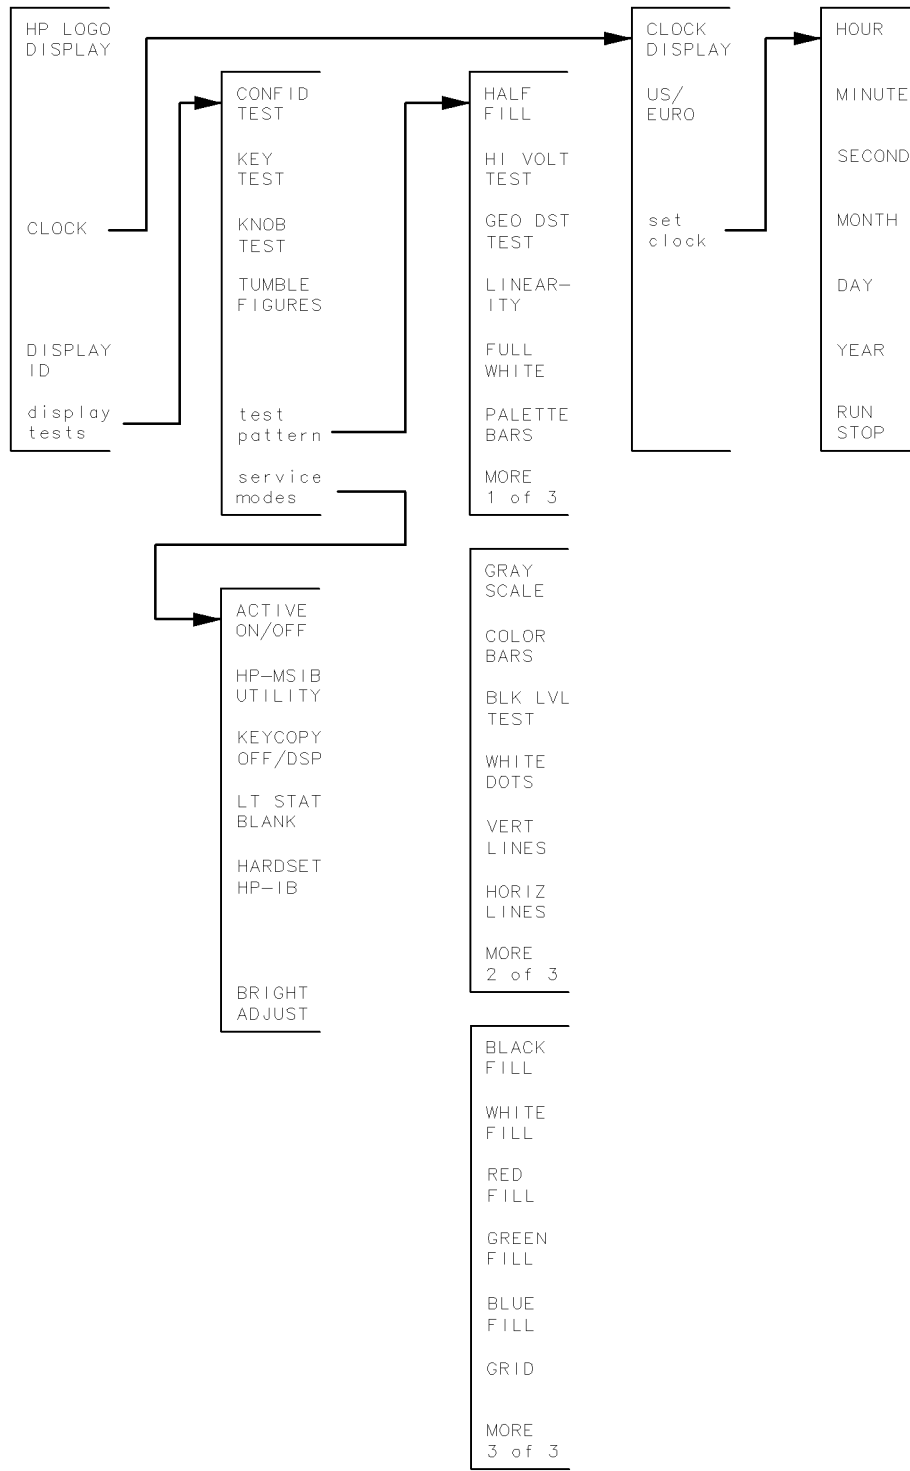 HP LOGO
DISPLAY
CLOCK
DISPLAY
ID
display
tests
CONFID
TEST
KEY
TEST
KNOB
TEST
TUMBLE
FIGURES
test
pattern
service
modes
ACTIVE
ON/OFF
HP-MSIB
UTILITY
KEYCOPY
OFF/DSP
LT STAT
BLANK
HARDSET
HP-IB
BRIGHT
ADJUST
HALF
FILL
HI VOLT
TEST
GEO DST
TEST
LINEAR-
ITY
FULL
WHITE
PALETTE
BARS
MORE
1 of 3
GRAY
SCALE
COLOR
BARS
BLK LVL
TEST
WHITE
DOTS
VERT
LINES
HORIZ
LINES
MORE
2 of 3
BLACK
FILL
WHITE
FILL
RED
FILL
GREEN
FILL
BLUE
FILL
GRID
MORE
3 of 3
CLOCK
DISPLAY
US/
EURO
set
clock
HOUR
MINUTE
SECOND
MONTH
DAY
YEAR
RUN
STOP